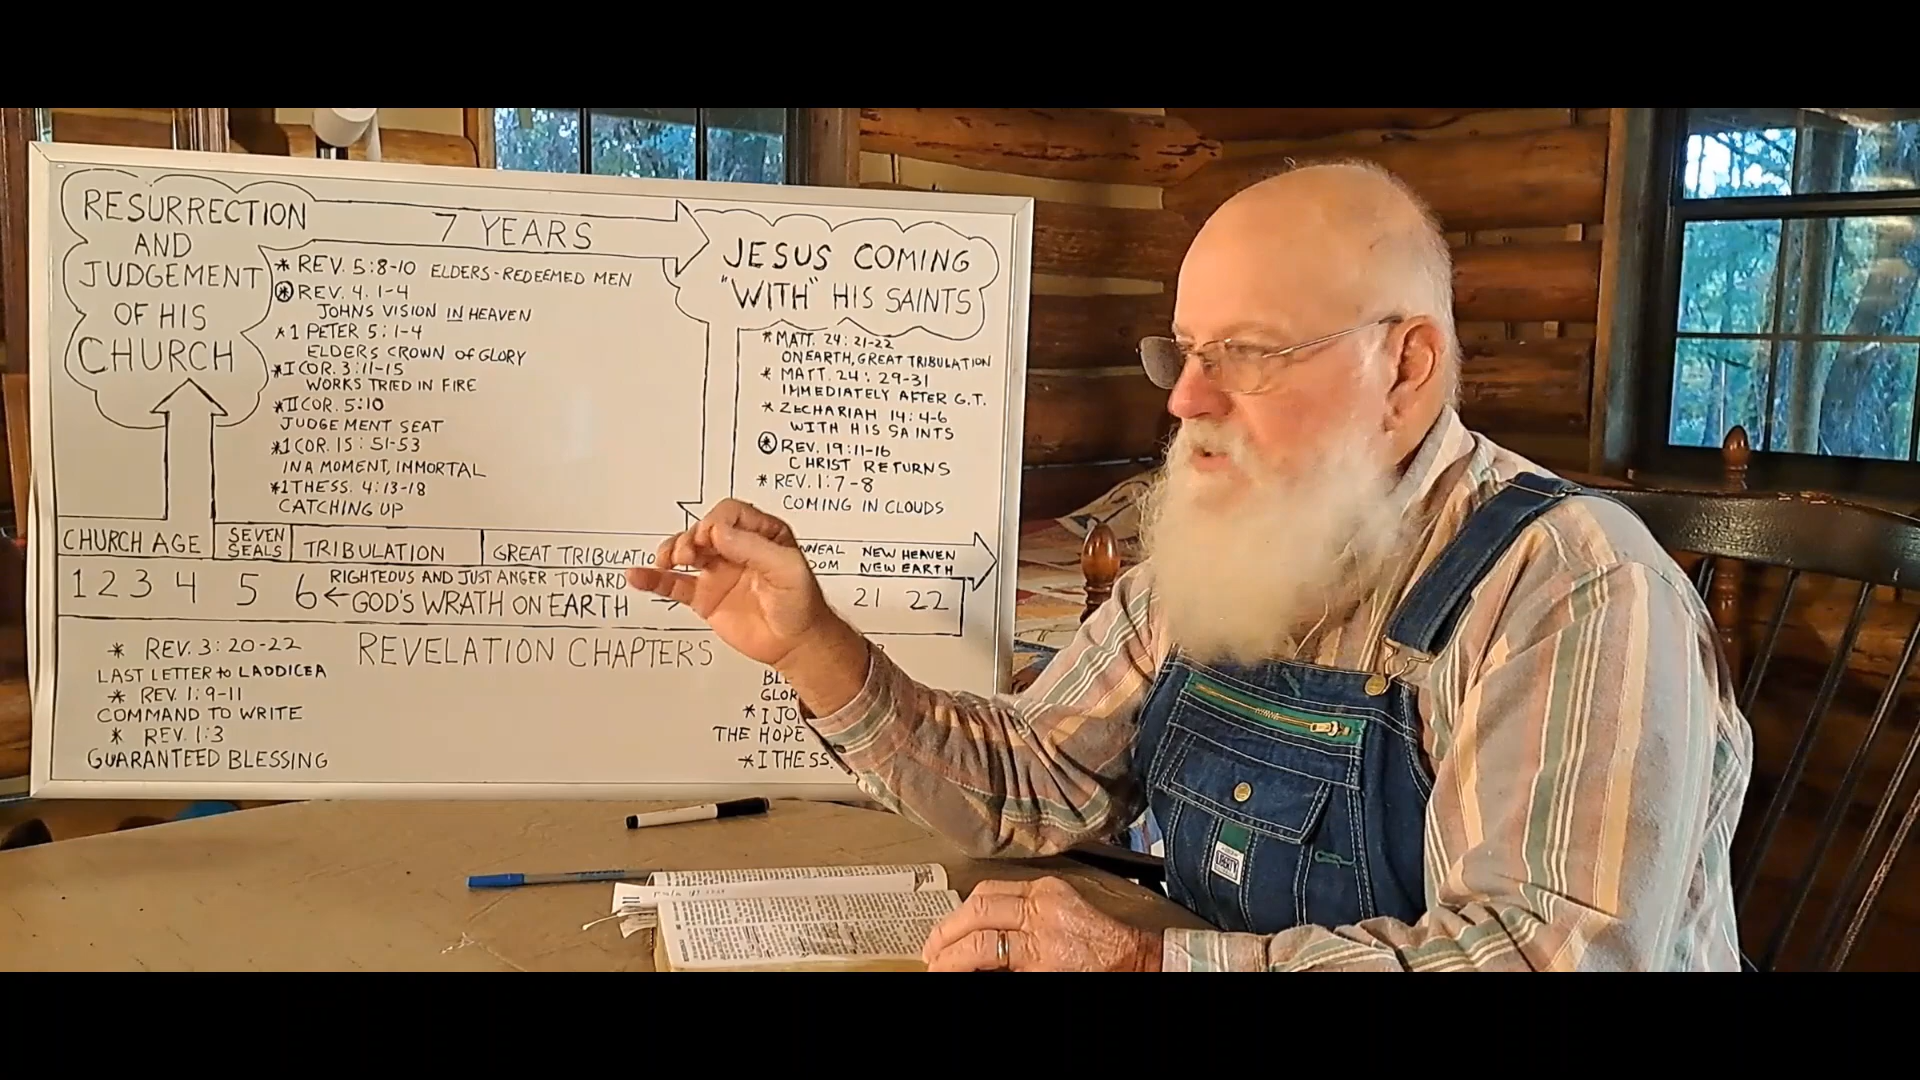 RESURRECTION
AND
JUDGEMENT
OF HIS
CHURCH
7 YEARS
* REV. 5:8-10 ELDERS-REDEEMED MEN
* REV. 4. 1-4
JOHNS VISION IN HEAVEN
* 1 PETER 5:1-4
ELDERS CROWN of GLORY
* I COR. 3:11-15
WORKS TRIED IN FIRE
* II COR. 5:10
JUDGEMENT SEAT
* 1 COR. 15:51-53
IN A MOMENT, INMORTAL
* 1 THESS. 4:13-18
CATCHING UP
JESUS COMING
"WITH" HIS SAINTS
* MATT. 24:21-22
ON EARTH, GREAT TRIBULATION
* MATT. 24:29-31
IMMEDIATELY AFTER G.T.
* ZECHARIAH 14:4-6
WITH HIS SAINTS
* REV. 19:11-16
CHRIST RETURNS
* REV. 1:7-8
COMING IN CLOUDS
CHURCH AGE
SEVEN
SEALS
TRIBULATION
GREAT TRIBULATIO
NNEAL
OM
NEW HEAVEN
NEW EARTH
1 2 3 4 5 6
RIGHTEOUS AND JUST ANGER TOWARD
← GOD'S WRATH ON EARTH →
21 22
REVELATION CHAPTERS
* REV. 3:20-22
LAST LETTER to LAODICEA
* REV. 1:9-11
COMMAND TO WRITE
* REV. 1:3
GUARANTEED BLESSING
BLE
GLOR
* I JO
THE HOPE
* I THESS.
LIBERTY